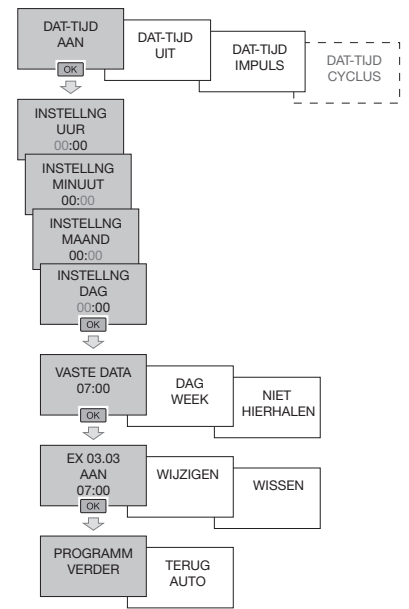 DAT-TIJD
AAN
OK
DAT-TIJD
UIT
DAT-TIJD
IMPULS
DAT-TIJD
CYCLUS
INSTELLNG
UUR
00:00
INSTELLNG
MINUUT
00:00
INSTELLNG
MAAND
00:00
INSTELLNG
DAG
00:00
OK
VASTE DATA
07:00
OK
DAG
WEEK
NIET
HIERHALEN
EX 03.03
AAN
07:00
OK
WIJZIGEN
WISSEN
PROGRAMM
VERDER
TERUG
AUTO